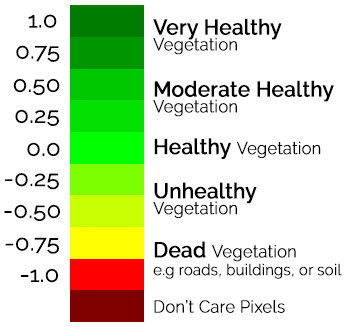 1.0
Very Healthy
Vegetation
0.75
0.50
Moderate Healthy
Vegetation
0.25
0.0
Healthy Vegetation
-0.25
Unhealthy
Vegetation
-0.50
-0.75
Dead Vegetation
e.g roads, buildings, or soil
-1.0
Don't Care Pixels